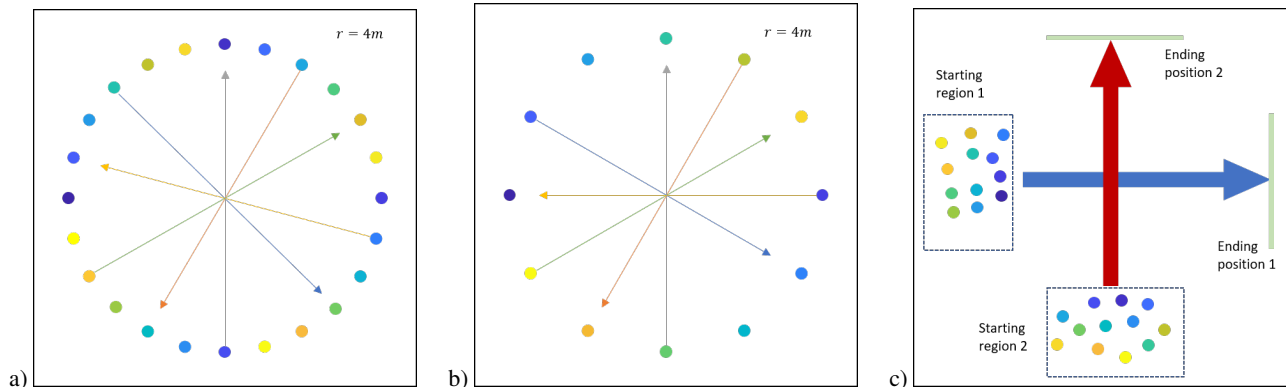 a)
r = 4m
b)
r = 4m
c)
Ending
position 2
Starting
region 1
Ending
position 1
Starting
region 2